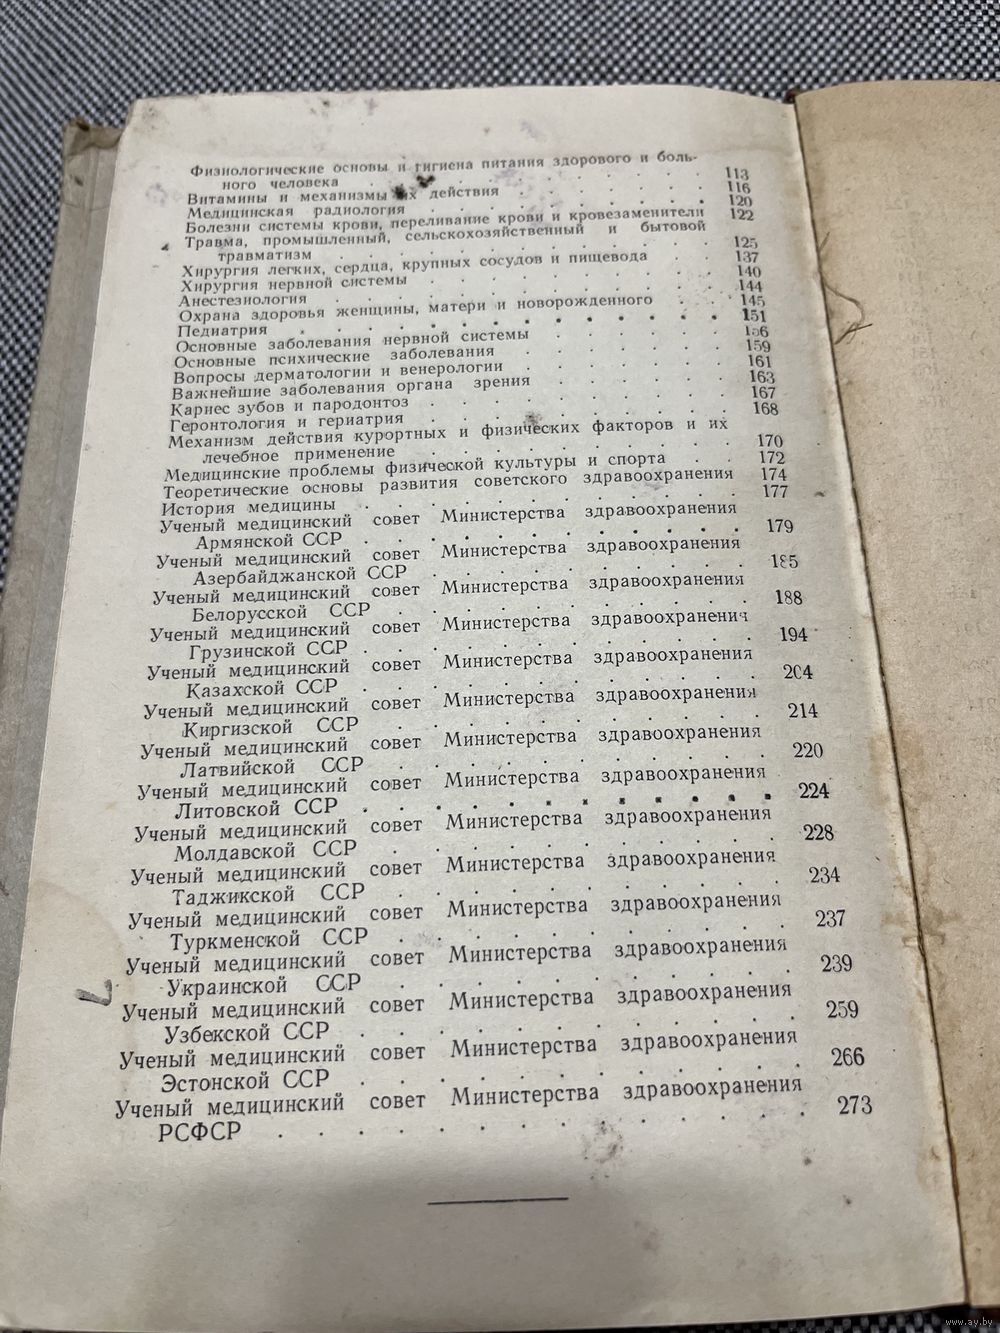 Физиологические основы и гигиена питания здорового и боль-
ного человека . . . . . . . . . . 113
Витамины и механизмы их действия . . . . . 116
Медицинская радиология . . . . . . . . 120
Болезни системы крови, переливание крови и кровезаменители 122
Травма, промышленный, сельскохозяйственный и бытовой
травматизм . . . . . . . . . . . 125
Хирургия легких, сердца, крупных сосудов и пищевода . . 137
Хирургия нервной системы . . . . . . . . 140
Анестезиология . . . . . . . . . . . 144
Охрана здоровья женщины, матери и новорожденного . . 145
Педиатрия . . . . . . . . . . . . 151
Основные заболевания нервной системы . . . . . 156
Основные психические заболевания . . . . . . 159
Вопросы дерматологии и венерологии . . . . . . 161
Важнейшие заболевания органа зрения . . . . . 163
Кариес зубов и пародонтоз . . . . . . . . 167
Геронтология и гериатрия . . . . . . . . 168
Механизм действия курортных и физических факторов и их
лечебное применение . . . . . . . . 170
Медицинские проблемы физической культуры и спорта . . 172
Теоретические основы развития советского здравоохранения 174
История медицины . . . . . . . . . . 177
Ученый медицинский совет Министерства здравоохранения
Армянской ССР . . . . . . . . . . . 179
Ученый медицинский совет Министерства здравоохранения
Азербайджанской ССР . . . . . . . . . 185
Ученый медицинский совет Министерства здравоохранения
Белорусской ССР . . . . . . . . . . 188
Ученый медицинский совет Министерства здравоохранения
Грузинской ССР . . . . . . . . . . . 194
Ученый медицинский совет Министерства здравоохранения
Казахской ССР . . . . . . . . . . . 204
Ученый медицинский совет Министерства здравоохранения
Киргизской ССР . . . . . . . . . . 214
Ученый медицинский совет Министерства здравоохранения
Латвийской ССР . . . . . . . . . . 220
Ученый медицинский совет Министерства здравоохранения
Литовской ССР . . . . . . . . . . . 224
Ученый медицинский совет Министерства здравоохранения
Молдавской ССР . . . . . . . . . . 228
Ученый медицинский совет Министерства здравоохранения
Таджикской ССР . . . . . . . . . . 234
Ученый медицинский совет Министерства здравоохранения
Туркменской ССР . . . . . . . . . . 237
Ученый медицинский совет Министерства здравоохранения
Украинской ССР . . . . . . . . . . 239
Ученый медицинский совет Министерства здравоохранения
Узбекской ССР . . . . . . . . . . . 259
Ученый медицинский совет Министерства здравоохранения
Эстонской ССР . . . . . . . . . . . 266
Ученый медицинский совет Министерства здравоохранения
РСФСР . . . . . . . . . . . . . 273
www.ay.by